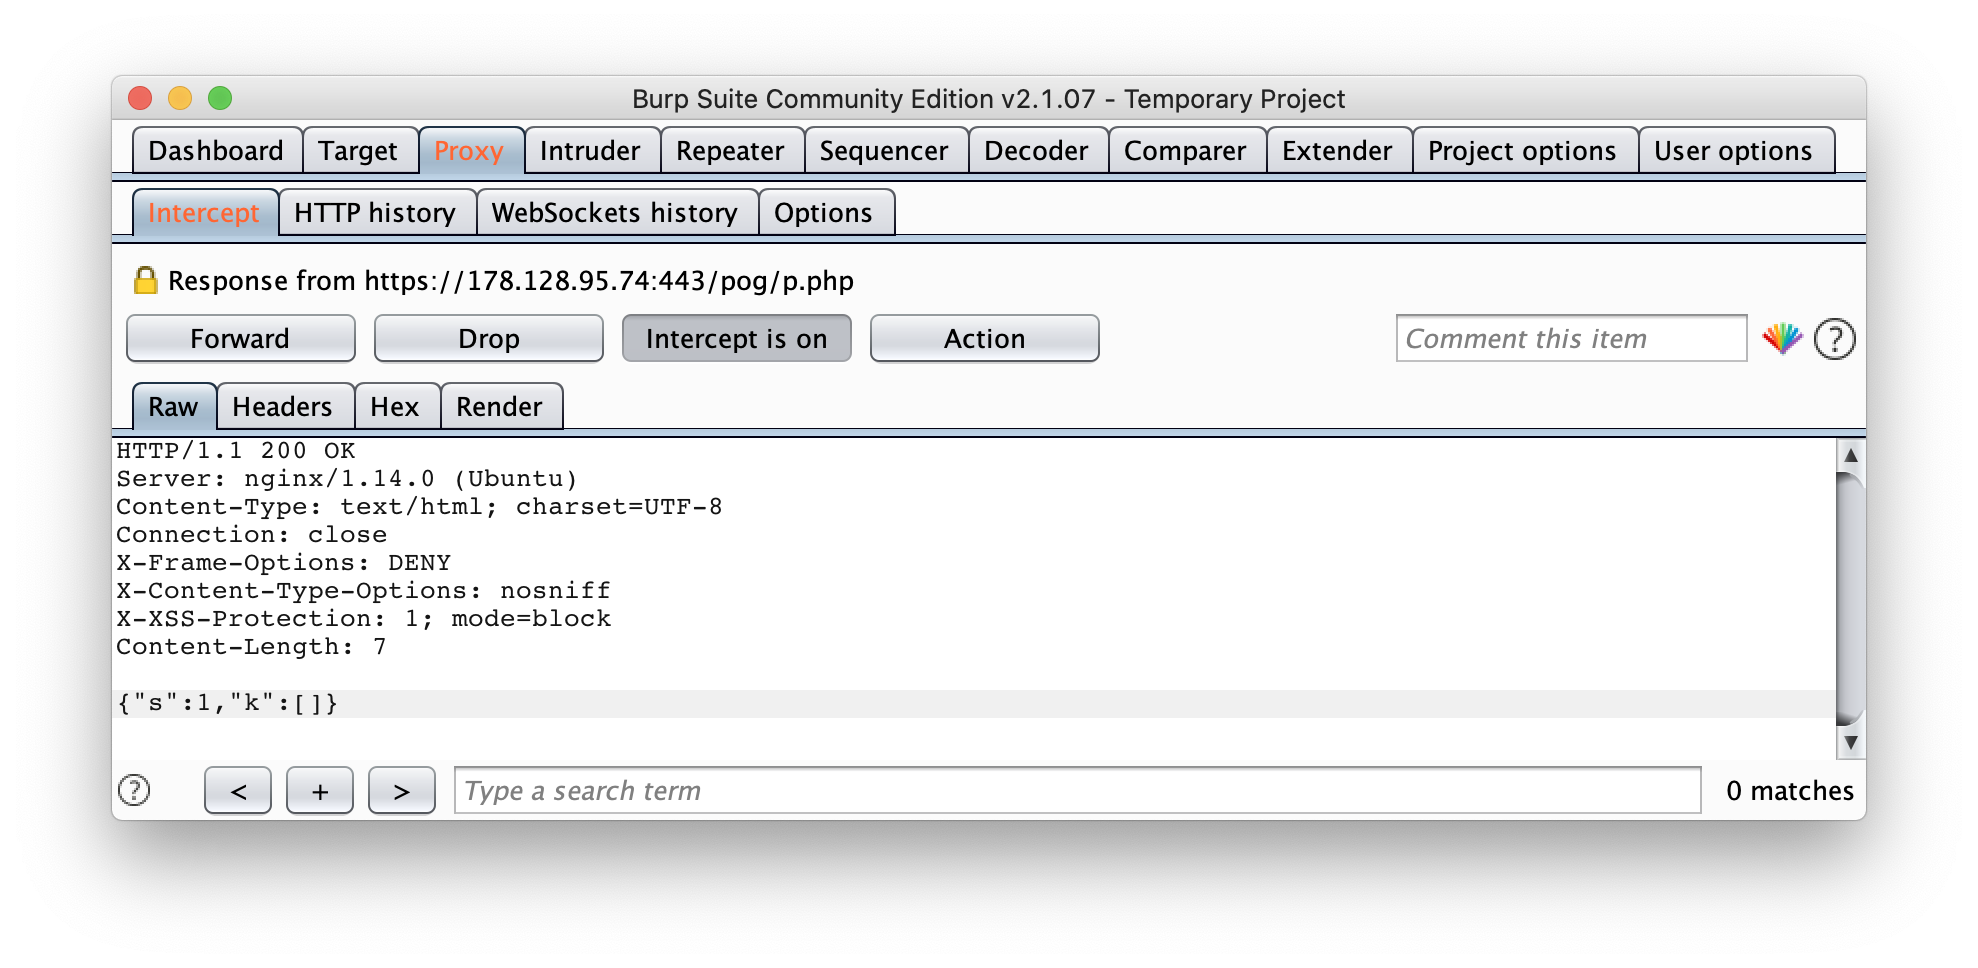 Burp Suite Community Edition v2.1.07 - Temporary Project
Dashboard Target Proxy Intruder Repeater Sequencer Decoder Comparer Extender Project options User options
Intercept HTTP history WebSockets history Options
Response from https://178.128.95.74:443/pog/p.php
Forward Drop Intercept is on Action Comment this item ?
Raw Headers Hex Render
HTTP/1.1 200 OK
Server: nginx/1.14.0 (Ubuntu)
Content-Type: text/html; charset=UTF-8
Connection: close
X-Frame-Options: DENY
X-Content-Type-Options: nosniff
X-XSS-Protection: 1; mode=block
Content-Length: 7
{"s":1,"k":[]}
? < + > Type a search term 0 matches